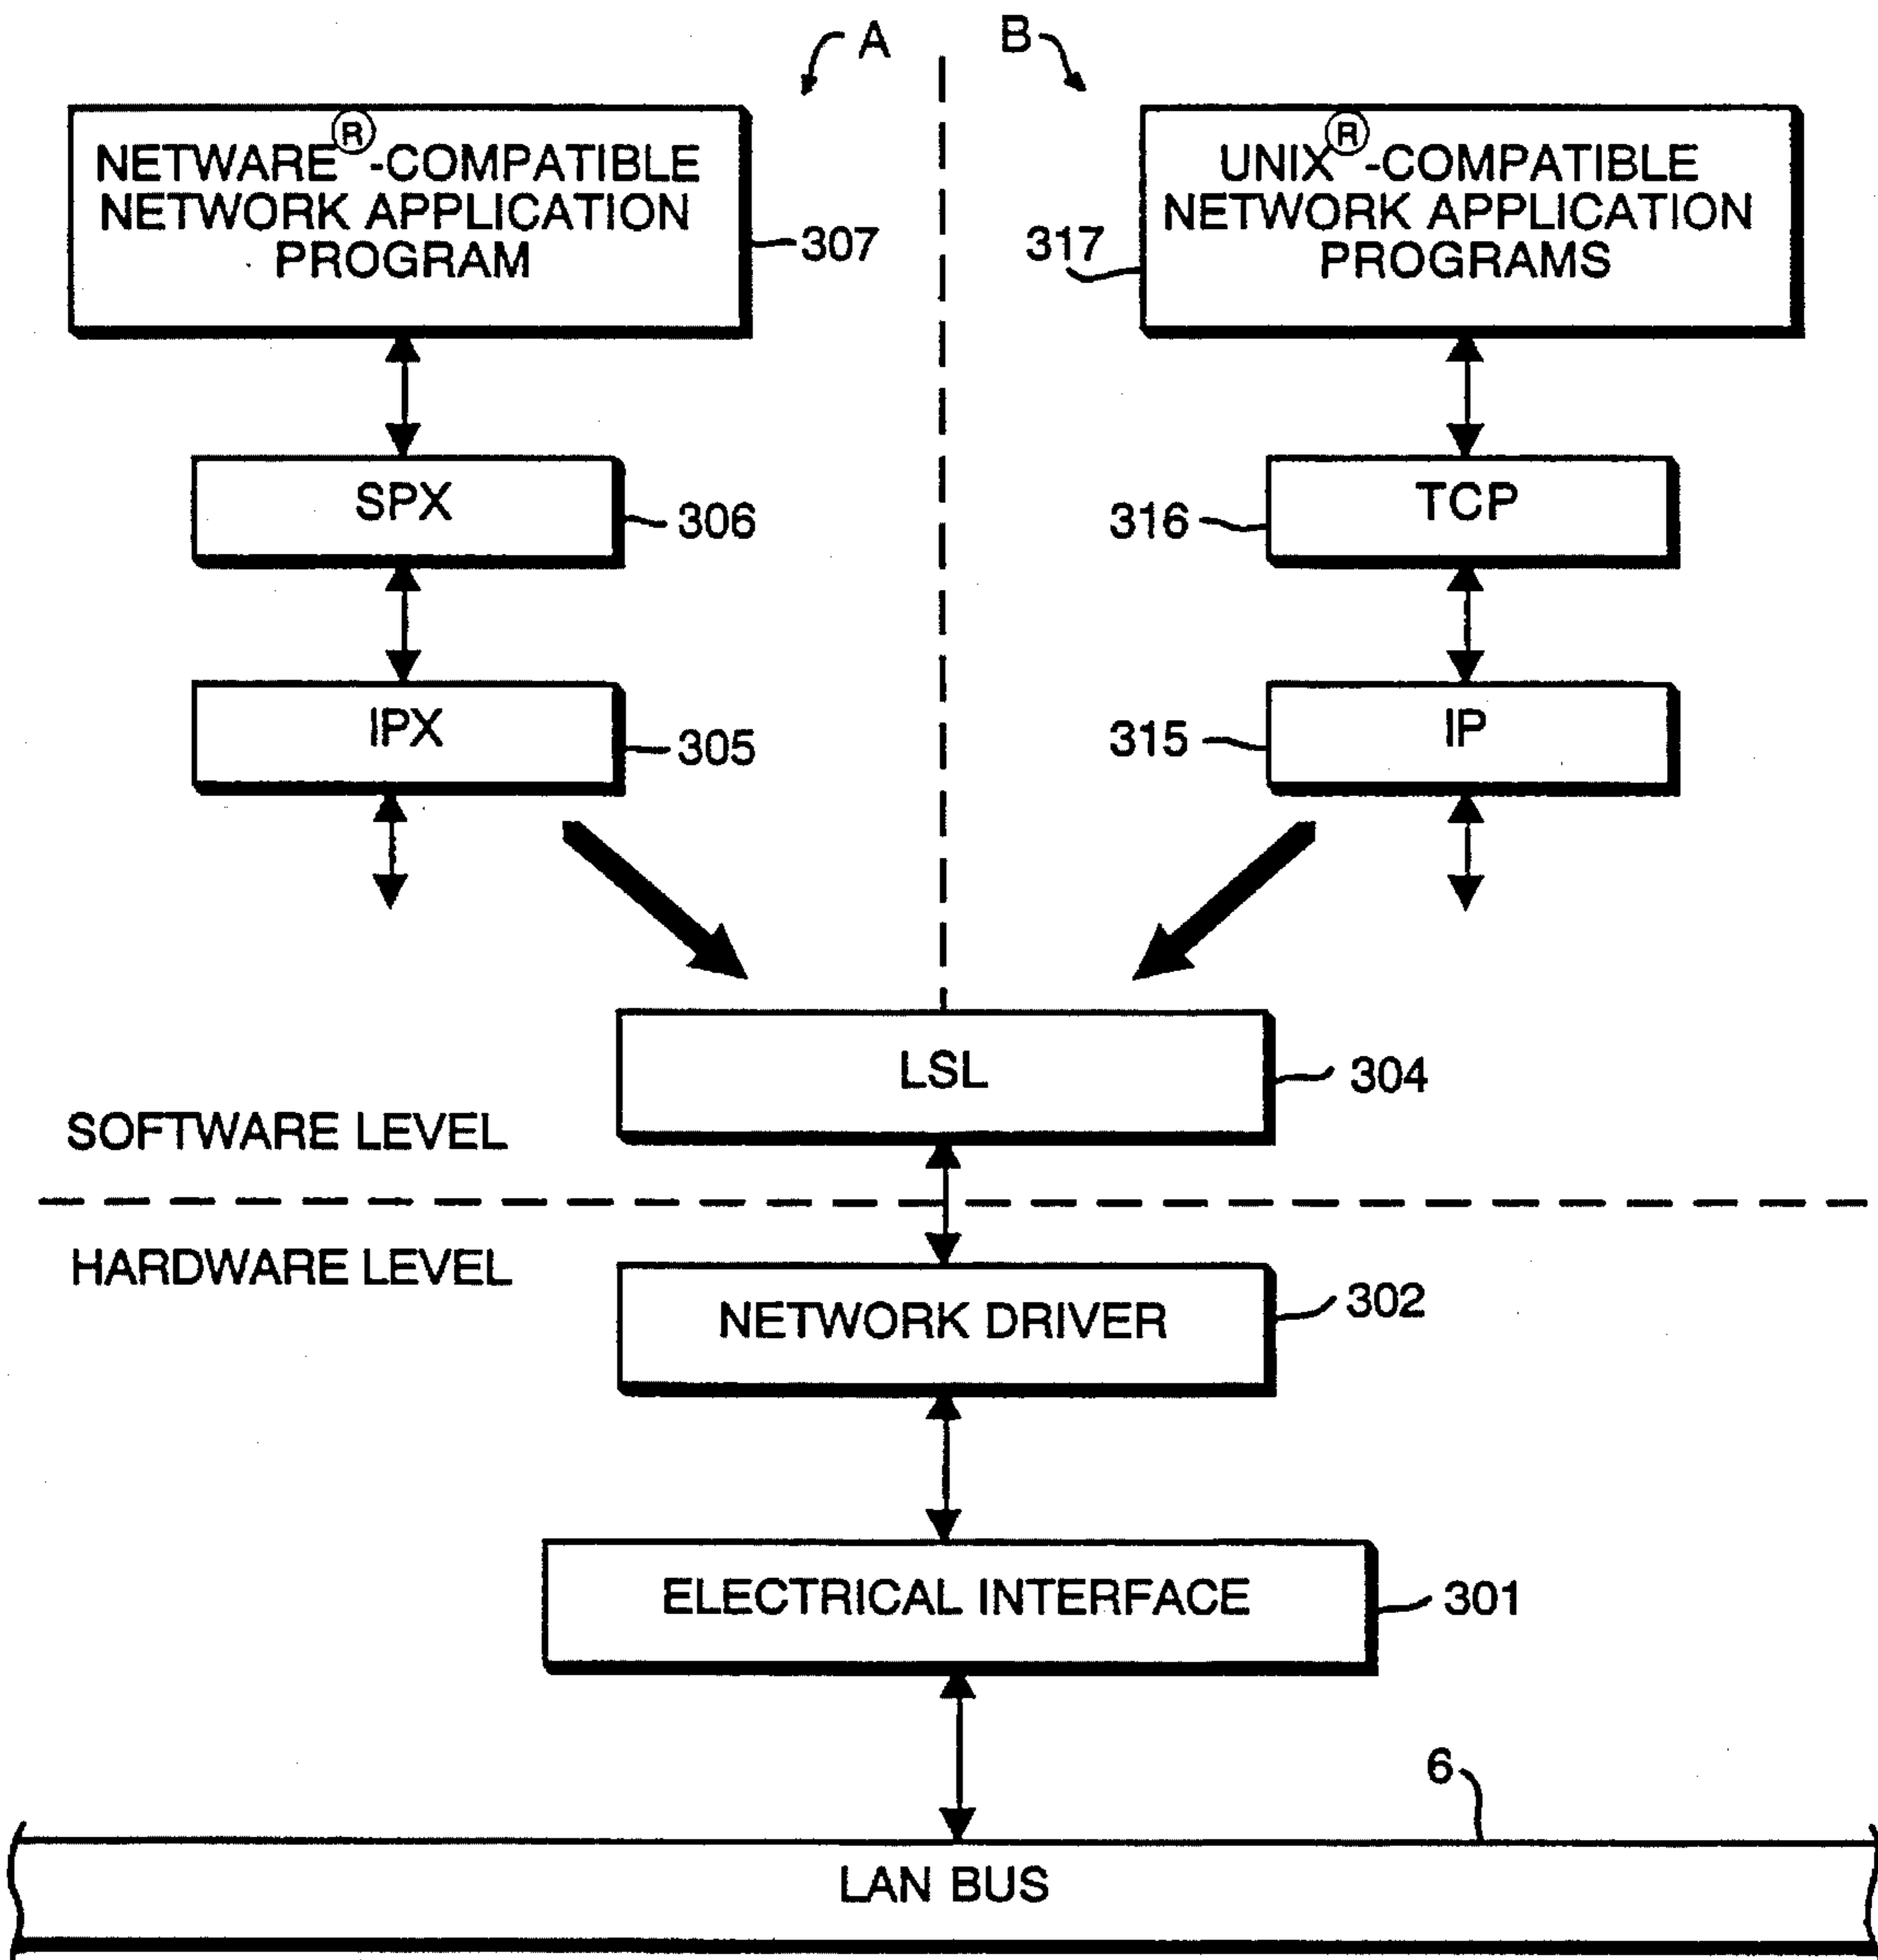 A
B
NETWARE®-COMPATIBLE
NETWORK APPLICATION
PROGRAM
307
UNIX®-COMPATIBLE
NETWORK APPLICATION
PROGRAMS
317
SPX
306
TCP
316
IPX
305
IP
315
LSL
304
SOFTWARE LEVEL
HARDWARE LEVEL
NETWORK DRIVER
302
ELECTRICAL INTERFACE
301
6
LAN BUS